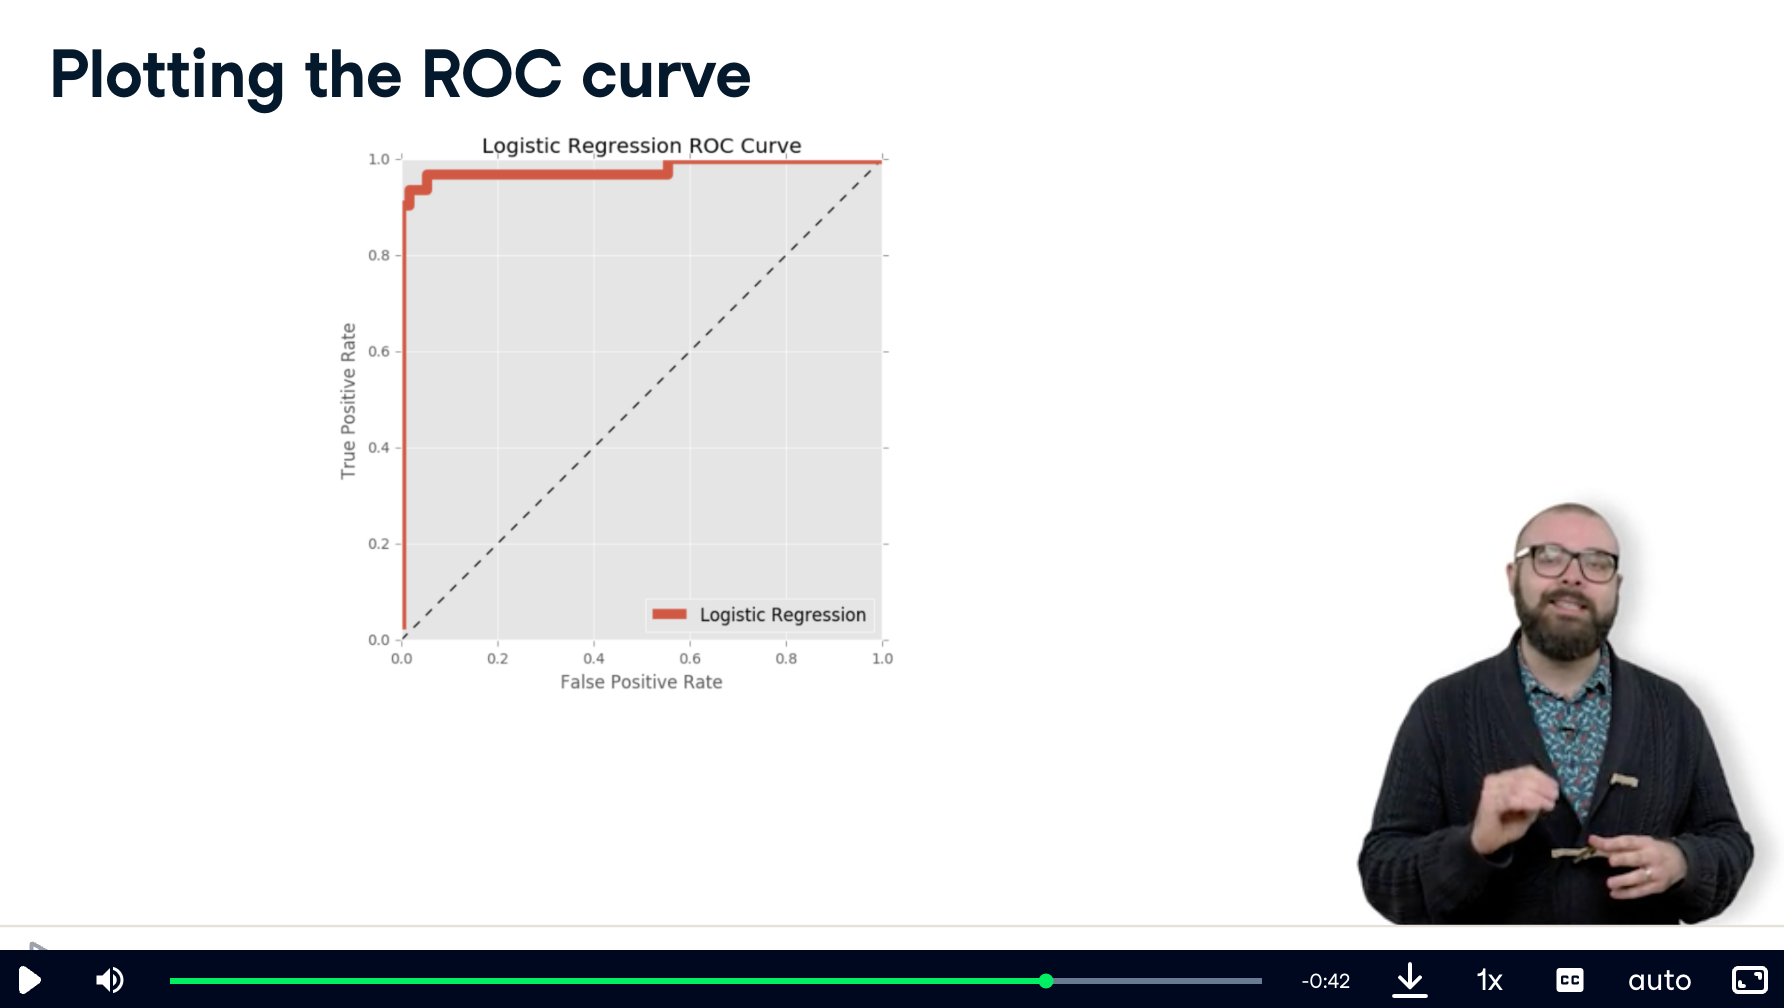 Plotting the ROC curve
Logistic Regression ROC Curve
1.0
0.8
0.6
0.4
0.2
0.0
True Positive Rate
Logistic Regression
0.0 0.2 0.4 0.6 0.8 1.0
False Positive Rate
-0:42 1x CC auto